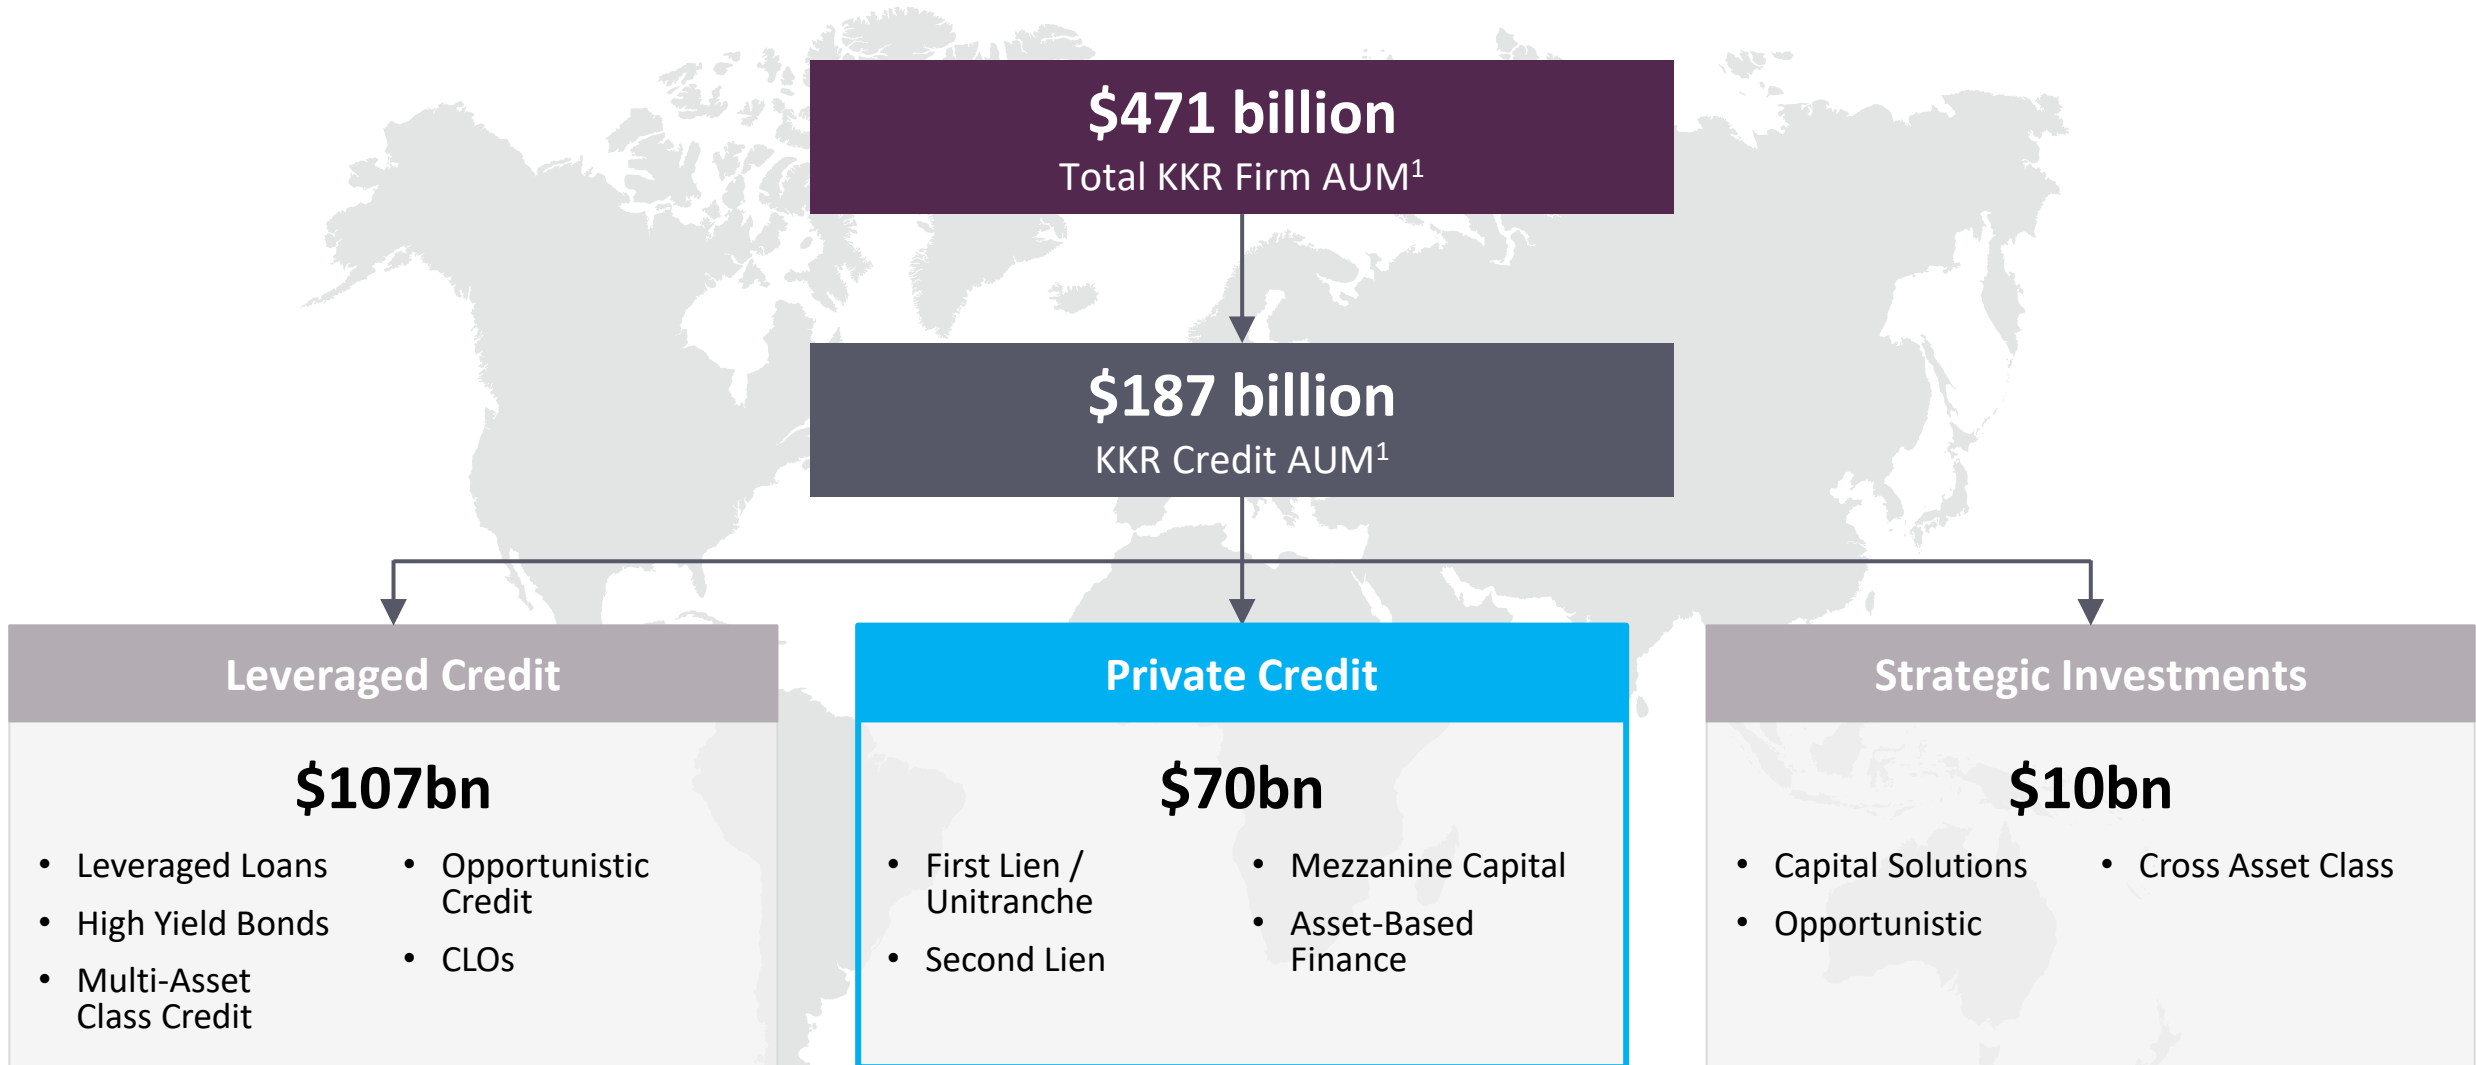 $471 billion
Total KKR Firm AUM¹
$187 billion
KKR Credit AUM¹
Leveraged Credit
$107bn
• Leveraged Loans
• High Yield Bonds
• Multi-Asset
Class Credit
• Opportunistic
Credit
• CLOs
Private Credit
$70bn
• First Lien /
Unitranche
• Second Lien
• Mezzanine Capital
• Asset-Based
Finance
Strategic Investments
$10bn
• Capital Solutions
• Opportunistic
• Cross Asset Class